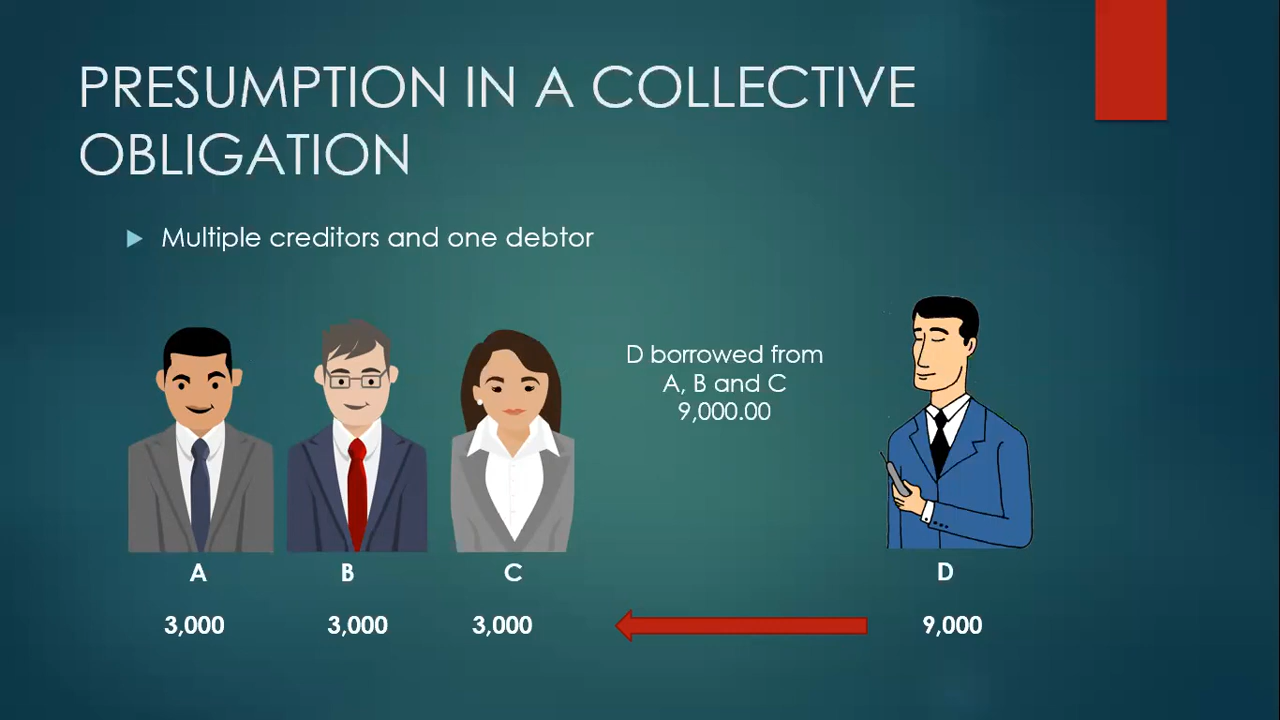 PRESUMPTION IN A COLLECTIVE
OBLIGATION
Multiple creditors and one debtor
D borrowed from
A, B and C
9,000.00
A B C D
3,000 3,000 3,000 9,000